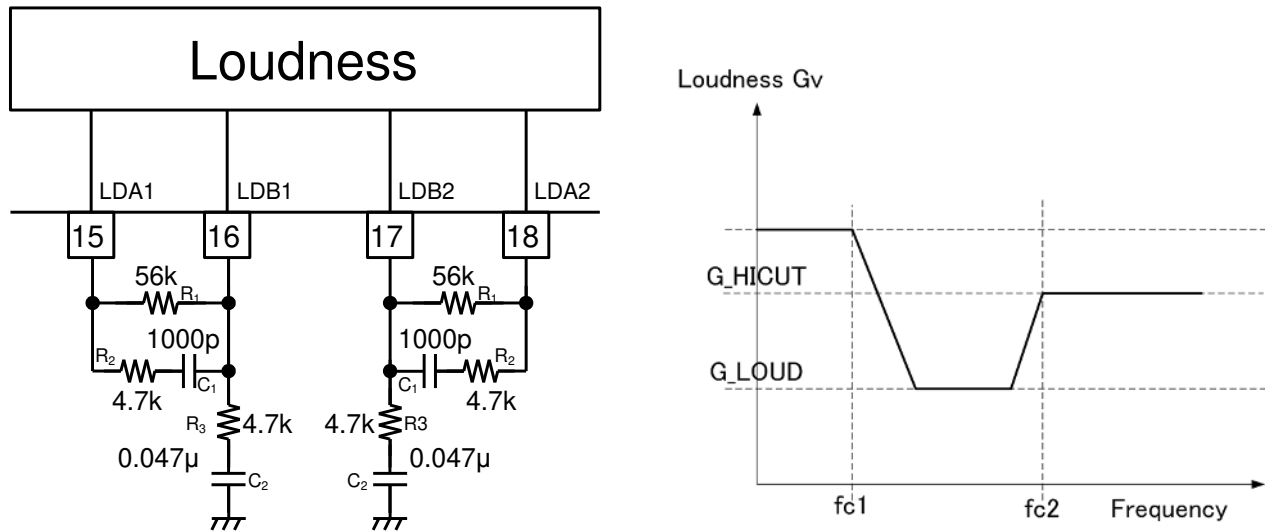 Loudness
LDA1 LDB1 LDB2 LDA2
15 16 17 18
56k 56k
R₁ R₁
1000p 1000p
R₂ C₁ C₁ R₂
4.7k 4.7k
R₃ 4.7k 4.7k R3
0.047µ 0.047µ
C₂ C₂
Loudness Gv
G_HICUT
G_LOUD
fc1 fc2 Frequency